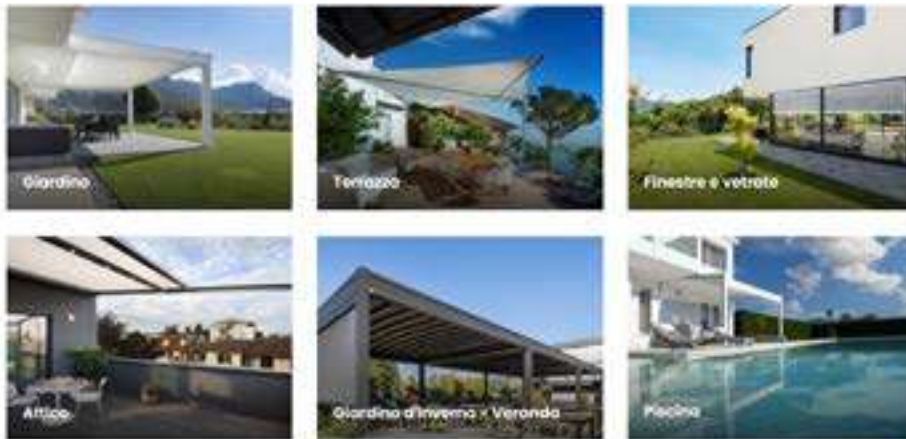 Giardino
Terrazzo
Finestre e vetrate
Attico
Giardino d'inverno - Veranda
Piscina